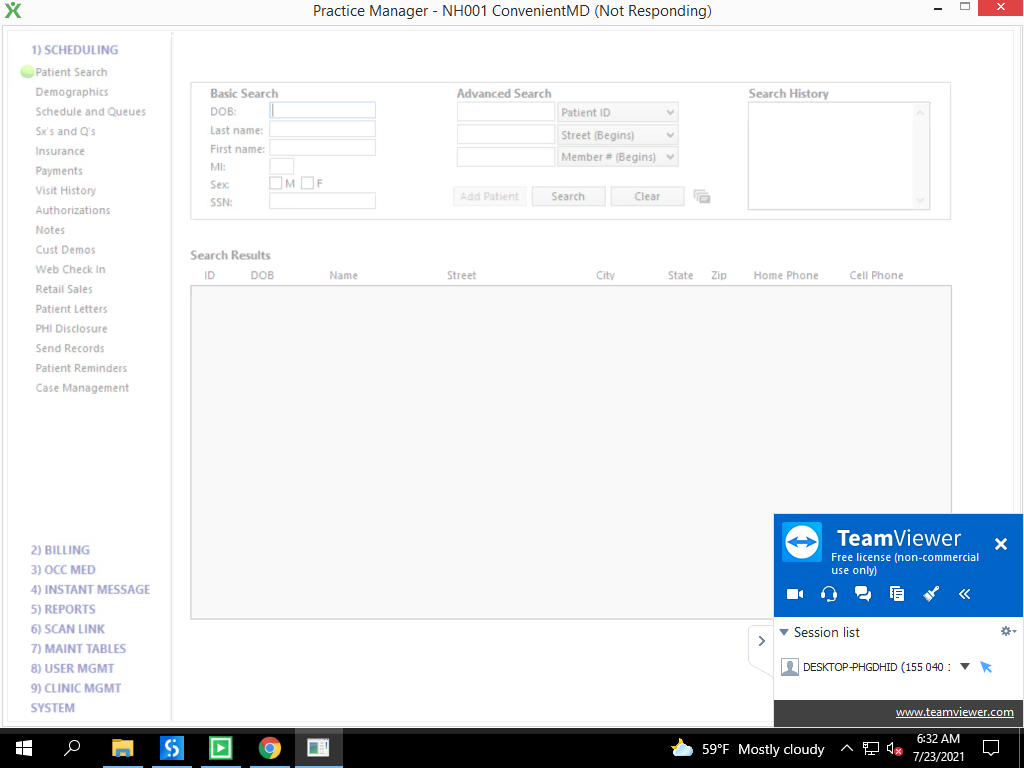 Practice Manager - NH001 ConvenientMD (Not Responding)
1) SCHEDULING
Patient Search
Demographics
Schedule and Queues
Sx's and Q's
Insurance
Payments
Visit History
Authorizations
Notes
Cust Demos
Web Check In
Retail Sales
Patient Letters
PHI Disclosure
Send Records
Patient Reminders
Case Management
2) BILLING
3) OCC MED
4) INSTANT MESSAGE
5) REPORTS
6) SCAN LINK
7) MAINT TABLES
8) USER MGMT
9) CLINIC MGMT
SYSTEM
Basic Search
DOB:
Last name:
First name:
MI:
Sex: M F
SSN:
Advanced Search
Patient ID
Street (Begins)
Member # (Begins)
Add Patient Search Clear
Search History
Search Results
ID DOB Name Street City State Zip Home Phone Cell Phone
TeamViewer
Free license (non-commercial
use only)
Session list
DESKTOP-PHGDHID (155 040 :
www.teamviewer.com
59°F Mostly cloudy
6:32 AM
7/23/2021